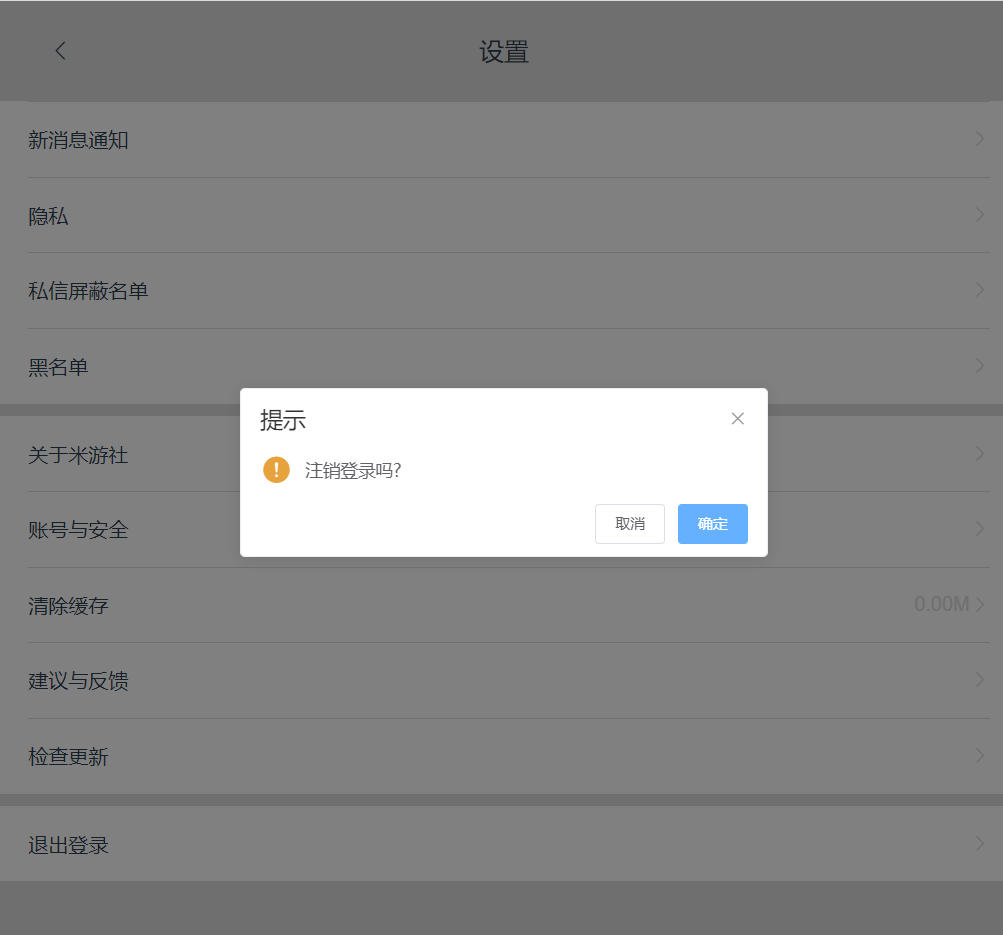 设置
新消息通知
隐私
私信屏蔽名单
黑名单
提示
注销登录吗?
取消
确定
关于米游社
账号与安全
清除缓存
0.00M
建议与反馈
检查更新
退出登录